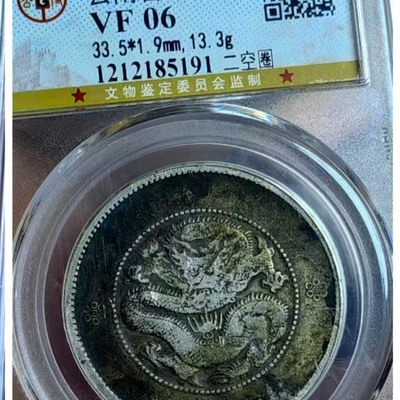 VF 06
33.5*1.9mm,13.3g
1212185191 二空圈
★ 文物鉴定委员会监制 ★